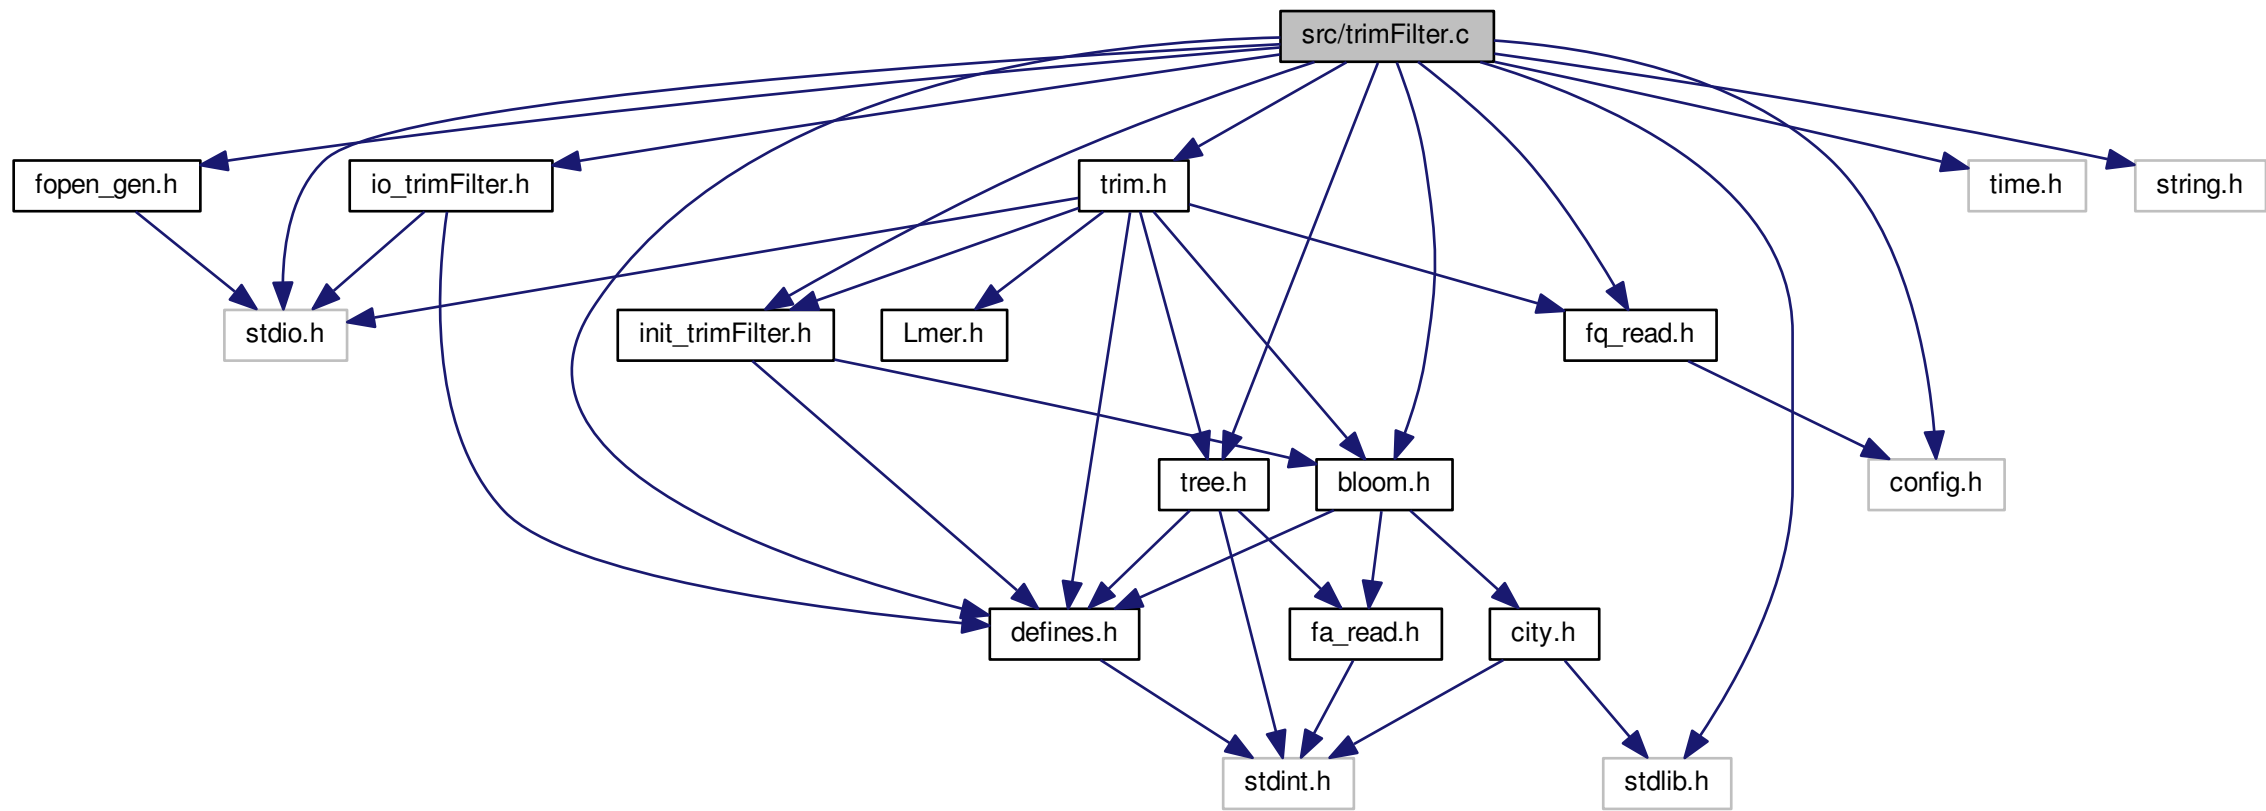 src/trimFilter.c
fopen_gen.h
io_trimFilter.h
trim.h
time.h
string.h
stdio.h
init_trimFilter.h
Lmer.h
fq_read.h
tree.h
bloom.h
config.h
defines.h
fa_read.h
city.h
stdint.h
stdlib.h